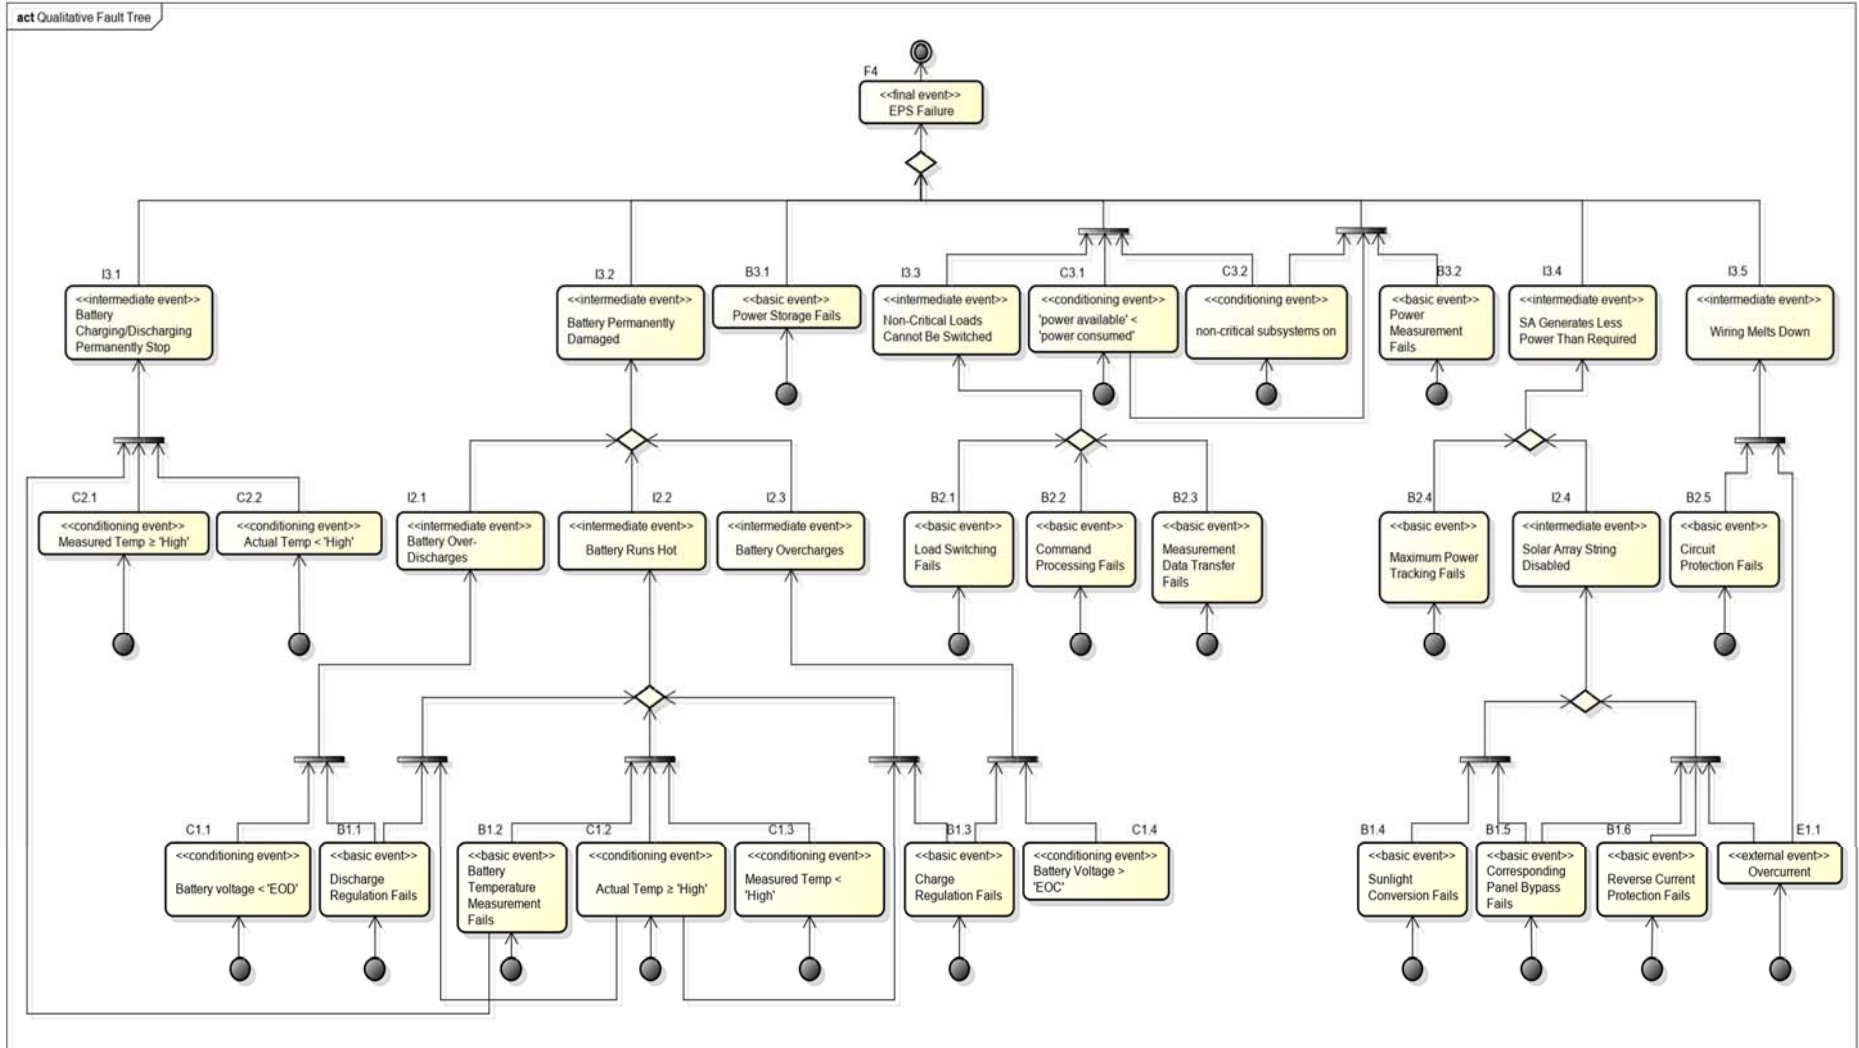 act Qualitative Fault Tree
F4
<<final event>>
EPS Failure
I3.1
<<intermediate event>>
Battery
Charging/Discharging
Permanently Stop
I3.2
<<intermediate event>>
Battery Permanently
Damaged
B3.1
<<basic event>>
Power Storage Fails
I3.3
<<intermediate event>>
Non-Critical Loads
Cannot Be Switched
C3.1
<<conditioning event>>
'power available' <
'power consumed'
C3.2
<<conditioning event>>
non-critical subsystems on
B3.2
<<basic event>>
Power
Measurement
Fails
I3.4
<<intermediate event>>
SA Generates Less
Power Than Required
I3.5
<<intermediate event>>
Wiring Melts Down
C2.1
<<conditioning event>>
Measured Temp ≥ 'High'
C2.2
<<conditioning event>>
Actual Temp < 'High'
I2.1
<<intermediate event>>
Battery Over-
Discharges
I2.2
<<intermediate event>>
Battery Runs Hot
I2.3
<<intermediate event>>
Battery Overcharges
B2.1
<<basic event>>
Load Switching
Fails
B2.2
<<basic event>>
Command
Processing Fails
B2.3
<<basic event>>
Measurement
Data Transfer
Fails
B2.4
<<basic event>>
Maximum Power
Tracking Fails
I2.4
<<intermediate event>>
Solar Array String
Disabled
B2.5
<<basic event>>
Circuit
Protection Fails
C1.1
<<conditioning event>>
Battery voltage < 'EOD'
B1.1
<<basic event>>
Discharge
Regulation Fails
B1.2
<<basic event>>
Battery
Temperature
Measurement
Fails
C1.2
<<conditioning event>>
Actual Temp ≥ 'High'
C1.3
<<conditioning event>>
Measured Temp <
'High'
B1.3
<<basic event>>
Charge
Regulation Fails
C1.4
<<conditioning event>>
Battery Voltage >
'EOC'
B1.4
<<basic event>>
Sunlight
Conversion Fails
B1.5
<<basic event>>
Corresponding
Panel Bypass
Fails
B1.6
<<basic event>>
Reverse Current
Protection Fails
E1.1
<<external event>>
Overcurrent